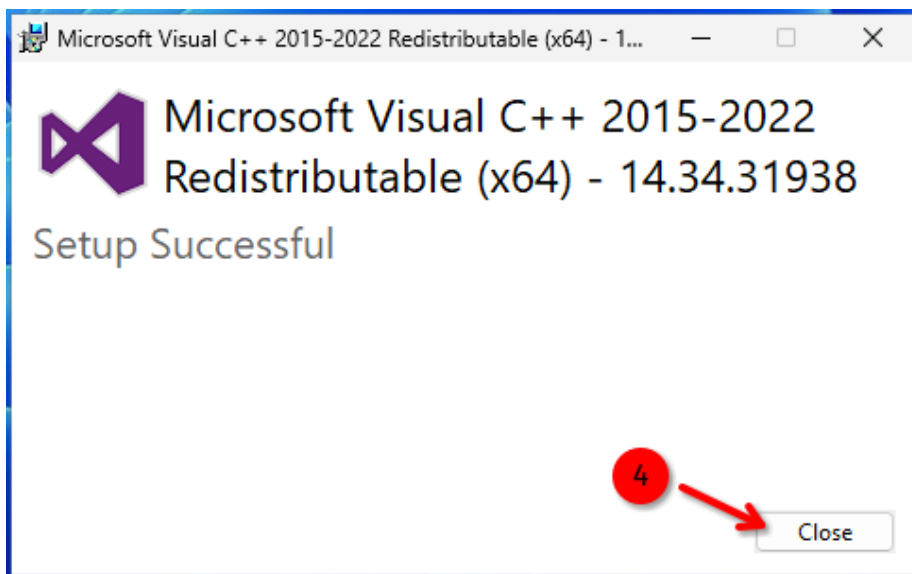 Microsoft Visual C++ 2015-2022 Redistributable (x64) - 1...
Microsoft Visual C++ 2015-2022
Redistributable (x64) - 14.34.31938
Setup Successful
4
Close